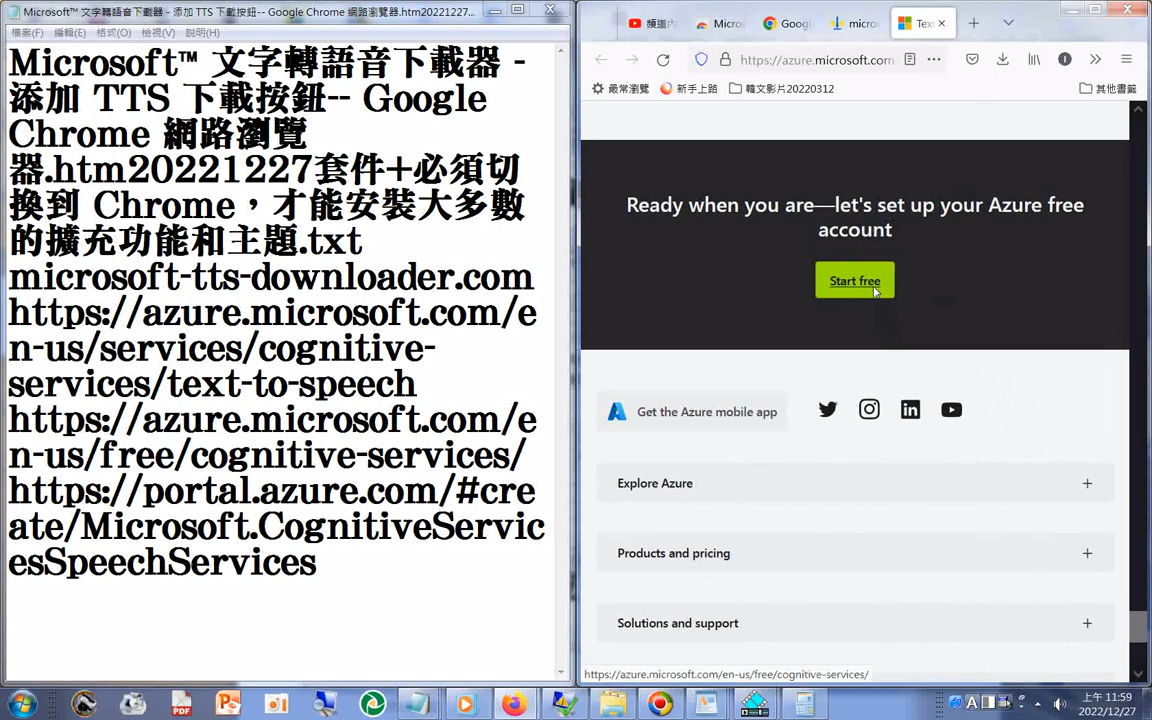 Microsoft™ 文字轉語音下載器 - 添加 TTS 下載按鈕-- Google Chrome 網路瀏覽器.htm20221227...
檔案(F) 編輯(E) 格式(O) 檢視(V) 說明(H)
Microsoft™ 文字轉語音下載器 -
添加 TTS 下載按鈕-- Google
Chrome 網路瀏覽
器.htm20221227套件+必須切
換到 Chrome，才能安裝大多數
的擴充功能和主題.txt
microsoft-tts-downloader.com
https://azure.microsoft.com/e
n-us/services/cognitive-
services/text-to-speech
https://azure.microsoft.com/e
n-us/free/cognitive-services/
https://portal.azure.com/#cre
ate/Microsoft.CognitiveServic
esSpeechServices
頻道 Micros Googl micros Text
https://azure.microsoft.com
最常瀏覽 新手上路 韓文影片20220312 其他書籤
Ready when you are—let's set up your Azure free
account
Start free
Get the Azure mobile app
Explore Azure
Products and pricing
Solutions and support
https://azure.microsoft.com/en-us/free/cognitive-services/
PDF
A
上午 11:59
2022/12/27